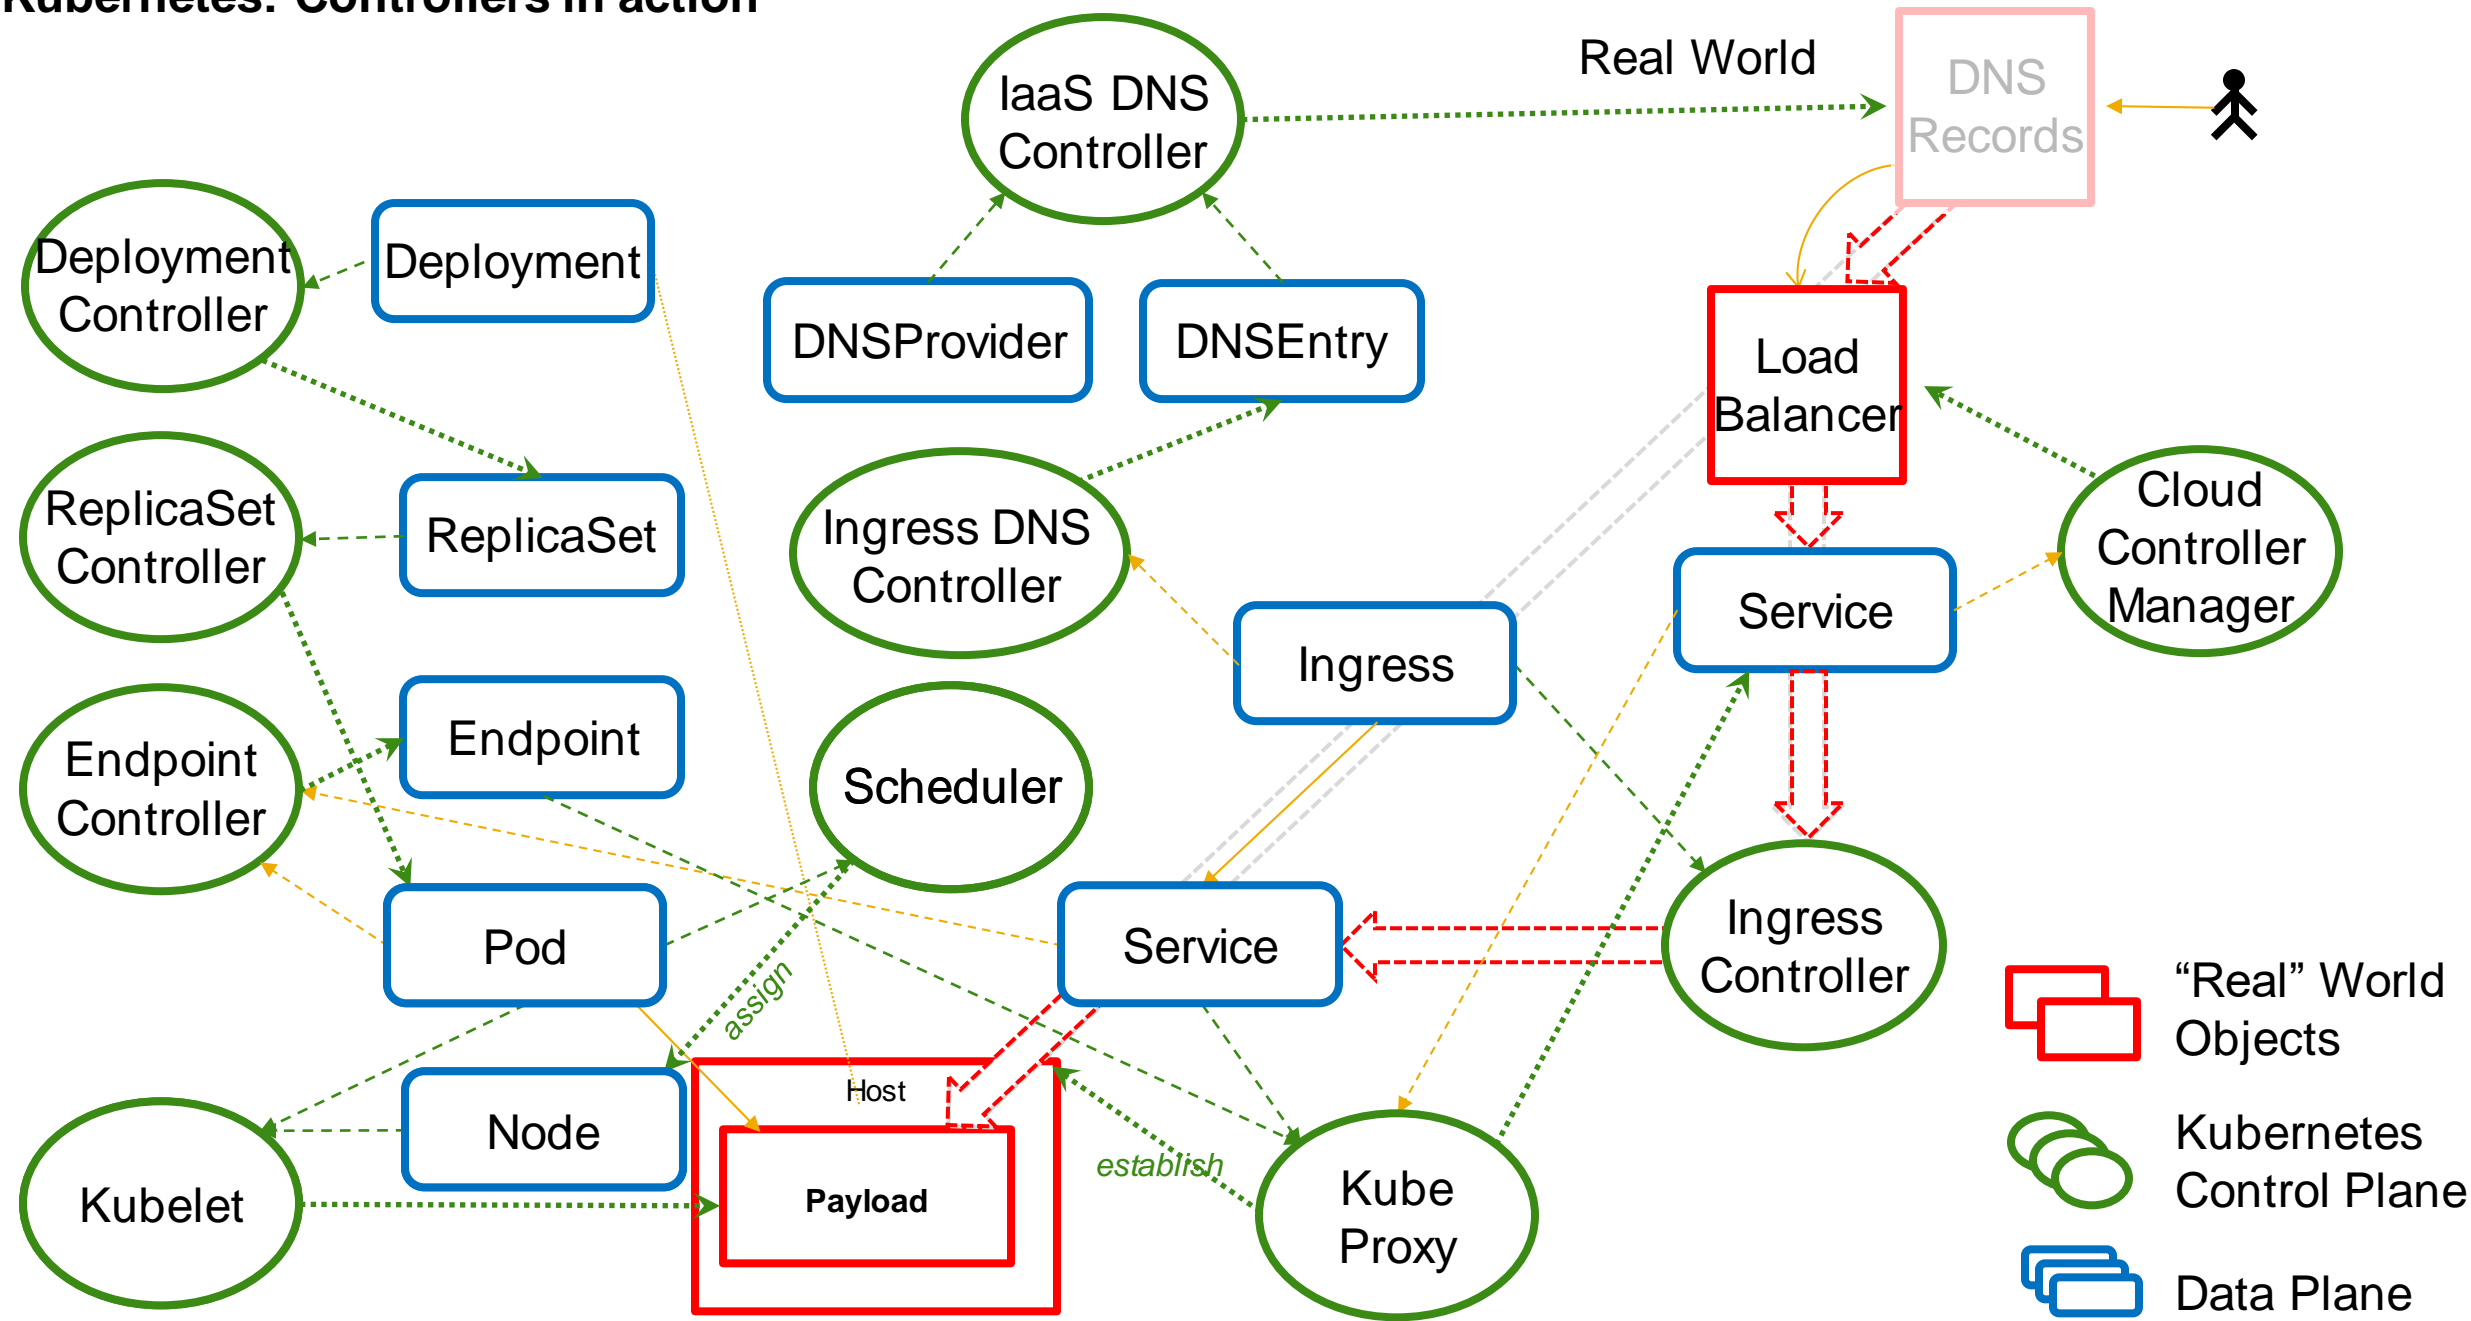 Kubernetes: Controllers in action
Real World
IaaS DNS
Controller
DNS
Records
Deployment
Controller
Deployment
DNSProvider
DNSEntry
Load
Balancer
ReplicaSet
Controller
ReplicaSet
Ingress DNS
Controller
Cloud
Controller
Manager
Service
Ingress
Endpoint
Controller
Endpoint
Scheduler
Pod
Service
Ingress
Controller
assign
Host
Node
Payload
Kubelet
establish
Kube
Proxy
“Real” World
Objects
Kubernetes
Control Plane
Data Plane